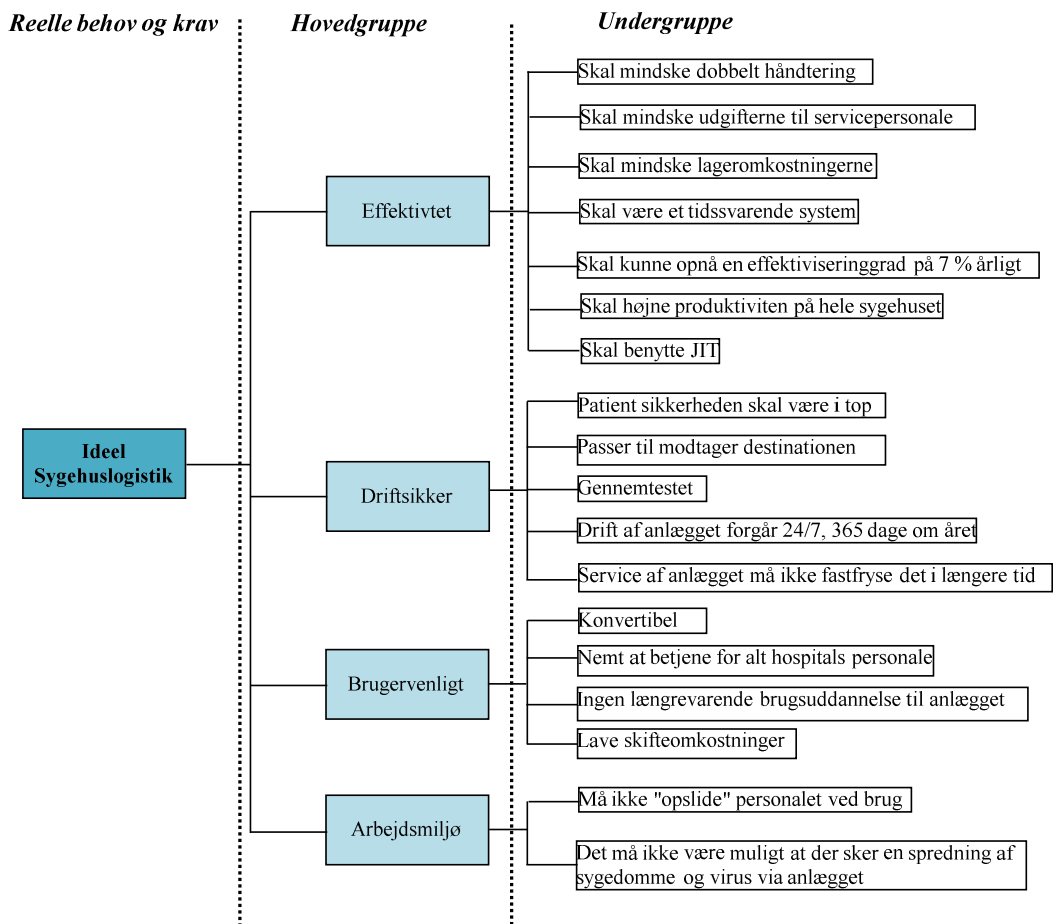 Reelle behov og krav
Hovedgruppe
Undergruppe
Ideel
Sygehuslogistik
Effektivtet
Skal mindske dobbelt håndtering
Skal mindske udgifterne til servicepersonale
Skal mindske lageromkostningerne
Skal være et tidssvarende system
Skal kunne opnå en effektiviseringgrad på 7 % årligt
Skal højne produktiviten på hele sygehuset
Skal benytte JIT
Driftsikker
Patient sikkerheden skal være i top
Passer til modtager destinationen
Gennemtestet
Drift af anlægget forgår 24/7, 365 dage om året
Service af anlægget må ikke fastfryse det i længere tid
Brugervenligt
Konvertibel
Nemt at betjene for alt hospitals personale
Ingen længrevarende brugsuddannelse til anlægget
Lave skifteomkostninger
Arbejdsmiljø
Må ikke "opslide" personalet ved brug
Det må ikke være muligt at der sker en spredning af
sygedomme og virus via anlægget